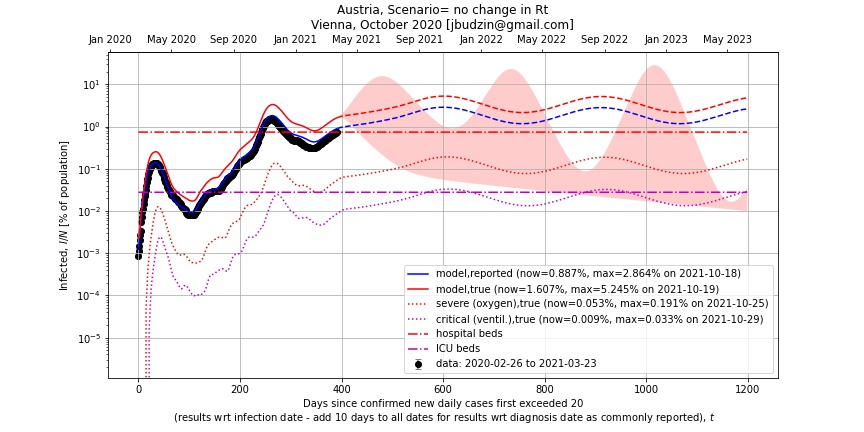 Austria, Scenario= no change in Rt
Vienna, October 2020 [jbudzin@gmail.com]
Jan 2020 May 2020 Sep 2020 Jan 2021 May 2021 Sep 2021 Jan 2022 May 2022 Sep 2022 Jan 2023 May 2023
10¹
10⁰
10⁻¹
10⁻²
10⁻³
10⁻⁴
10⁻⁵
Infected, I/N [% of population]
model,reported (now=0.887%, max=2.864% on 2021-10-18)
model,true (now=1.607%, max=5.245% on 2021-10-19)
severe (oxygen),true (now=0.053%, max=0.191% on 2021-10-25)
critical (ventil.),true (now=0.009%, max=0.033% on 2021-10-29)
hospital beds
ICU beds
data: 2020-02-26 to 2021-03-23
0 200 400 600 800 1000 1200
Days since confirmed new daily cases first exceeded 20
(results wrt infection date - add 10 days to all dates for results wrt diagnosis date as commonly reported), t